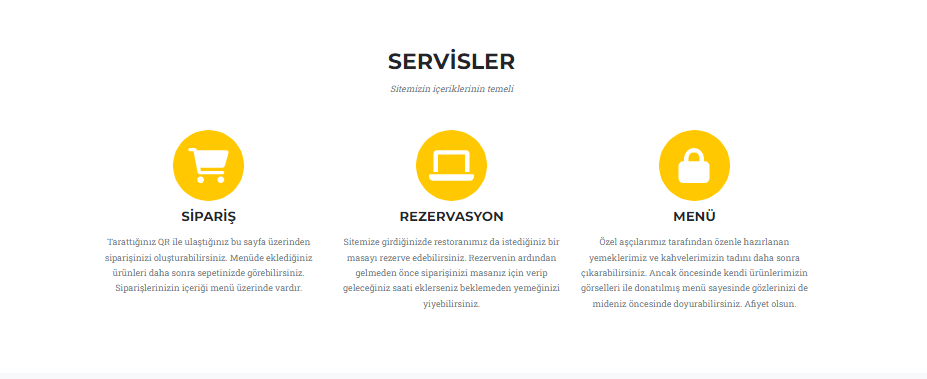 SERVİSLER
Sitemizin içeriklerinin temeli
SİPARİŞ
Tarattığınız QR ile ulaştığınız bu sayfa üzerinden
siparişinizi oluşturabilirsiniz. Menüde eklediğiniz
ürünleri daha sonra sepetinizde görebilirsiniz.
Siparişlerinizin içeriği menü üzerinde vardır.
REZERVASYON
Sitemize girdiğinizde restoranımız da istediğiniz bir
masayı rezerve edebilirsiniz. Rezervenin ardından
gelmeden önce siparişinizi masanız için verip
geleceğiniz saati eklerseniz beklemeden yemeğinizi
yiyebilirsiniz.
MENÜ
Özel aşçılarımız tarafından özenle hazırlanan
yemeklerimiz ve kahvelerimizin tadını daha sonra
çıkarabilirsiniz. Ancak öncesinde kendi ürünlerimizin
görselleri ile donatılmış menü sayesinde gözlerinizi de
mideniz öncesinde doyurabilirsiniz. Afiyet olsun.